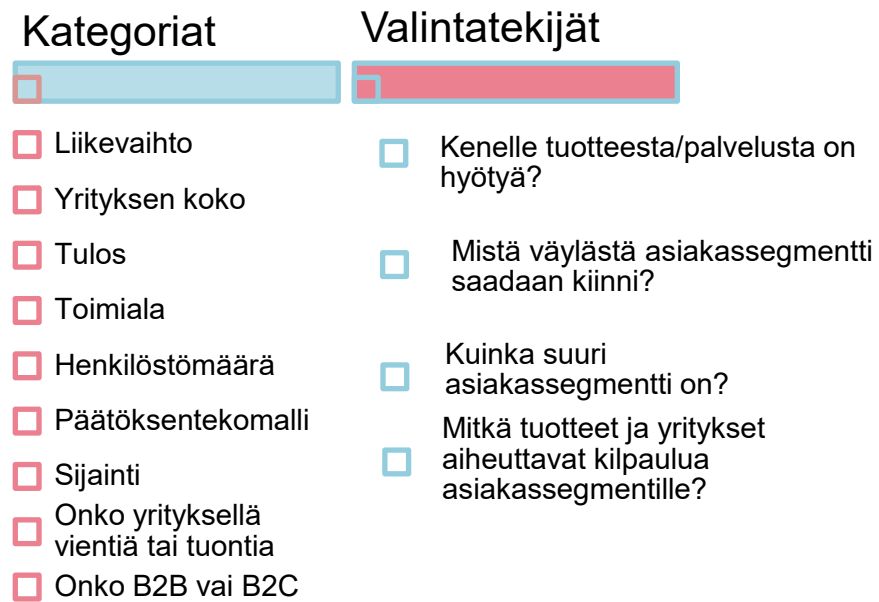 Kategoriat
Liikevaihto
Yrityksen koko
Tulos
Toimiala
Henkilöstömäärä
Päätöksentekomalli
Sijainti
Onko yrityksellä
vientiä tai tuontia
Onko B2B vai B2C
Valintatekijät
Kenelle tuotteesta/palvelusta on
hyötyä?
Mistä väylästä asiakassegmentti
saadaan kiinni?
Kuinka suuri
asiakassegmentti on?
Mitkä tuotteet ja yritykset
aiheuttavat kilpaulua
asiakassegmentille?